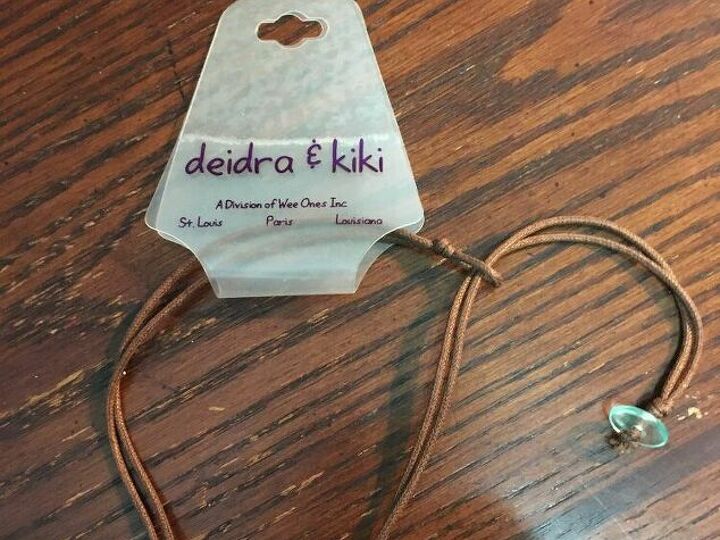 deidra & kiki
A Division of Wee Ones Inc
St. Louis Paris Louisiana